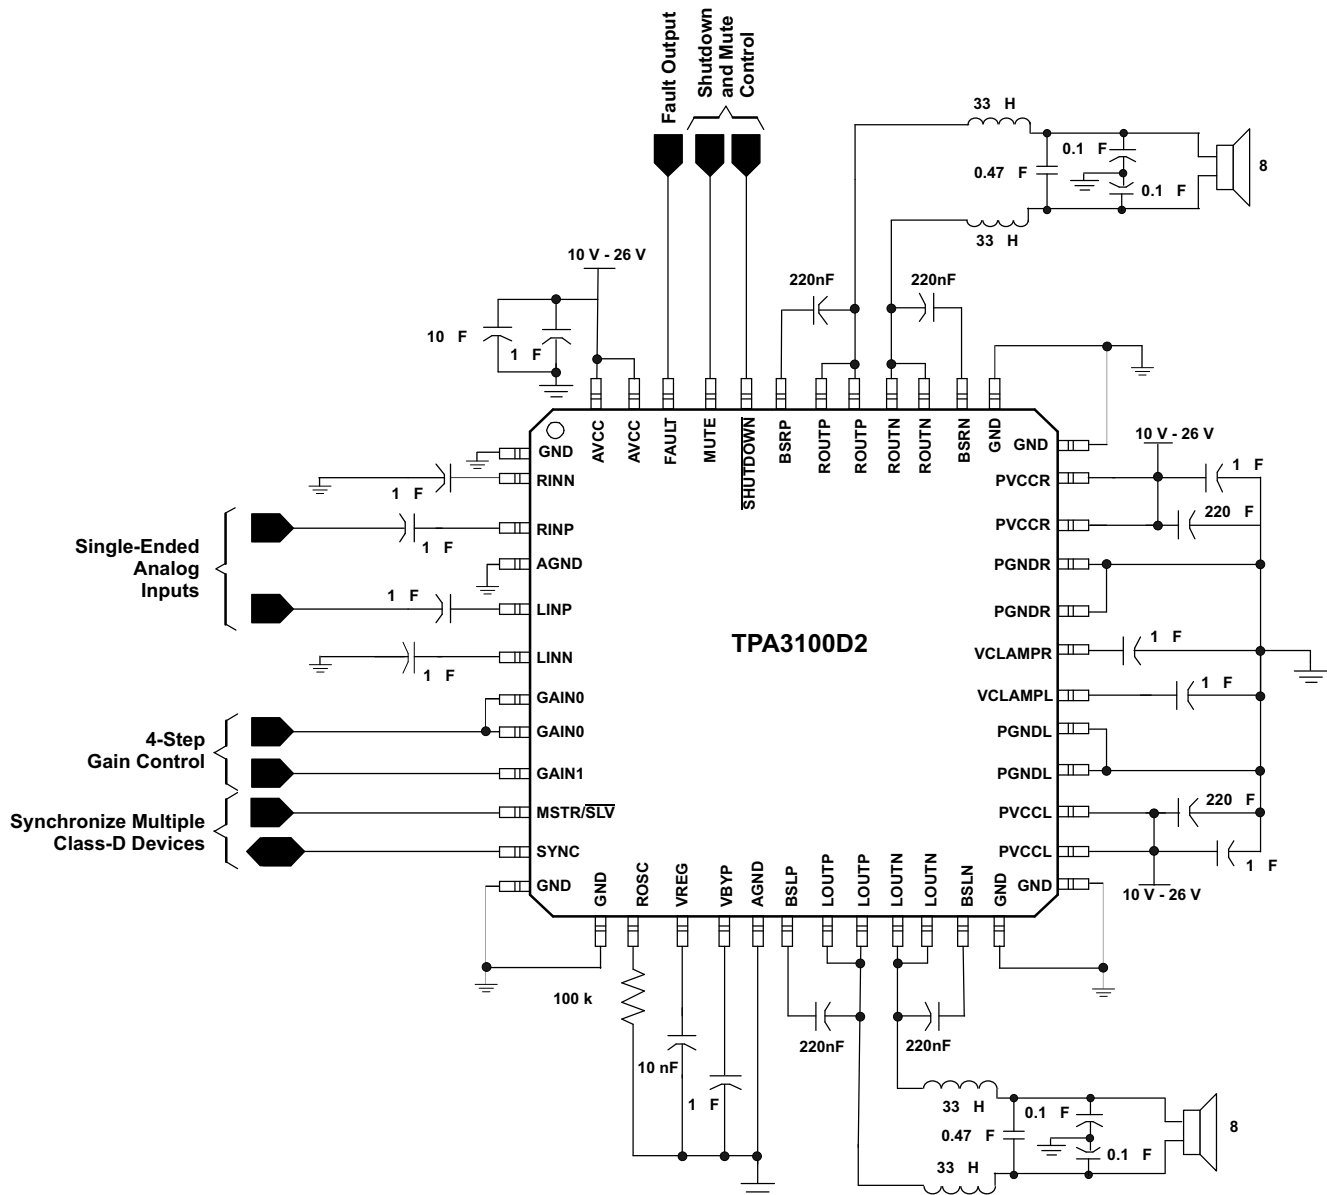 Fault Output
Shutdown
and Mute
Control
33 H
0.1 F
0.47 F
0.1 F
8
33 H
10 V - 26 V
220nF
220nF
10 F
1 F
AVCC
AVCC
FAULT
MUTE
SHUTDOWN
BSRP
ROUTP
ROUTP
ROUTN
ROUTN
BSRN
GND
GND
RINN
1 F
RINP
1 F
Single-Ended
Analog
Inputs
AGND
1 F
LINP
LINN
1 F
GAIN0
GAIN0
4-Step
Gain Control
GAIN1
MSTR/SLV
Synchronize Multiple
Class-D Devices
SYNC
GND
TPA3100D2
GND
10 V - 26 V
PVCCR
1 F
PVCCR
220 F
PGNDR
PGNDR
VCLAMPR
1 F
VCLAMPL
1 F
PGNDL
PGNDL
PVCCL
220 F
PVCCL
1 F
GND
10 V - 26 V
GND
ROSC
VREG
VBYP
AGND
BSLP
LOUTP
LOUTP
LOUTN
LOUTN
BSLN
GND
100 k
220nF
220nF
10 nF
1 F
33 H
0.1 F
0.47 F
8
0.1 F
33 H